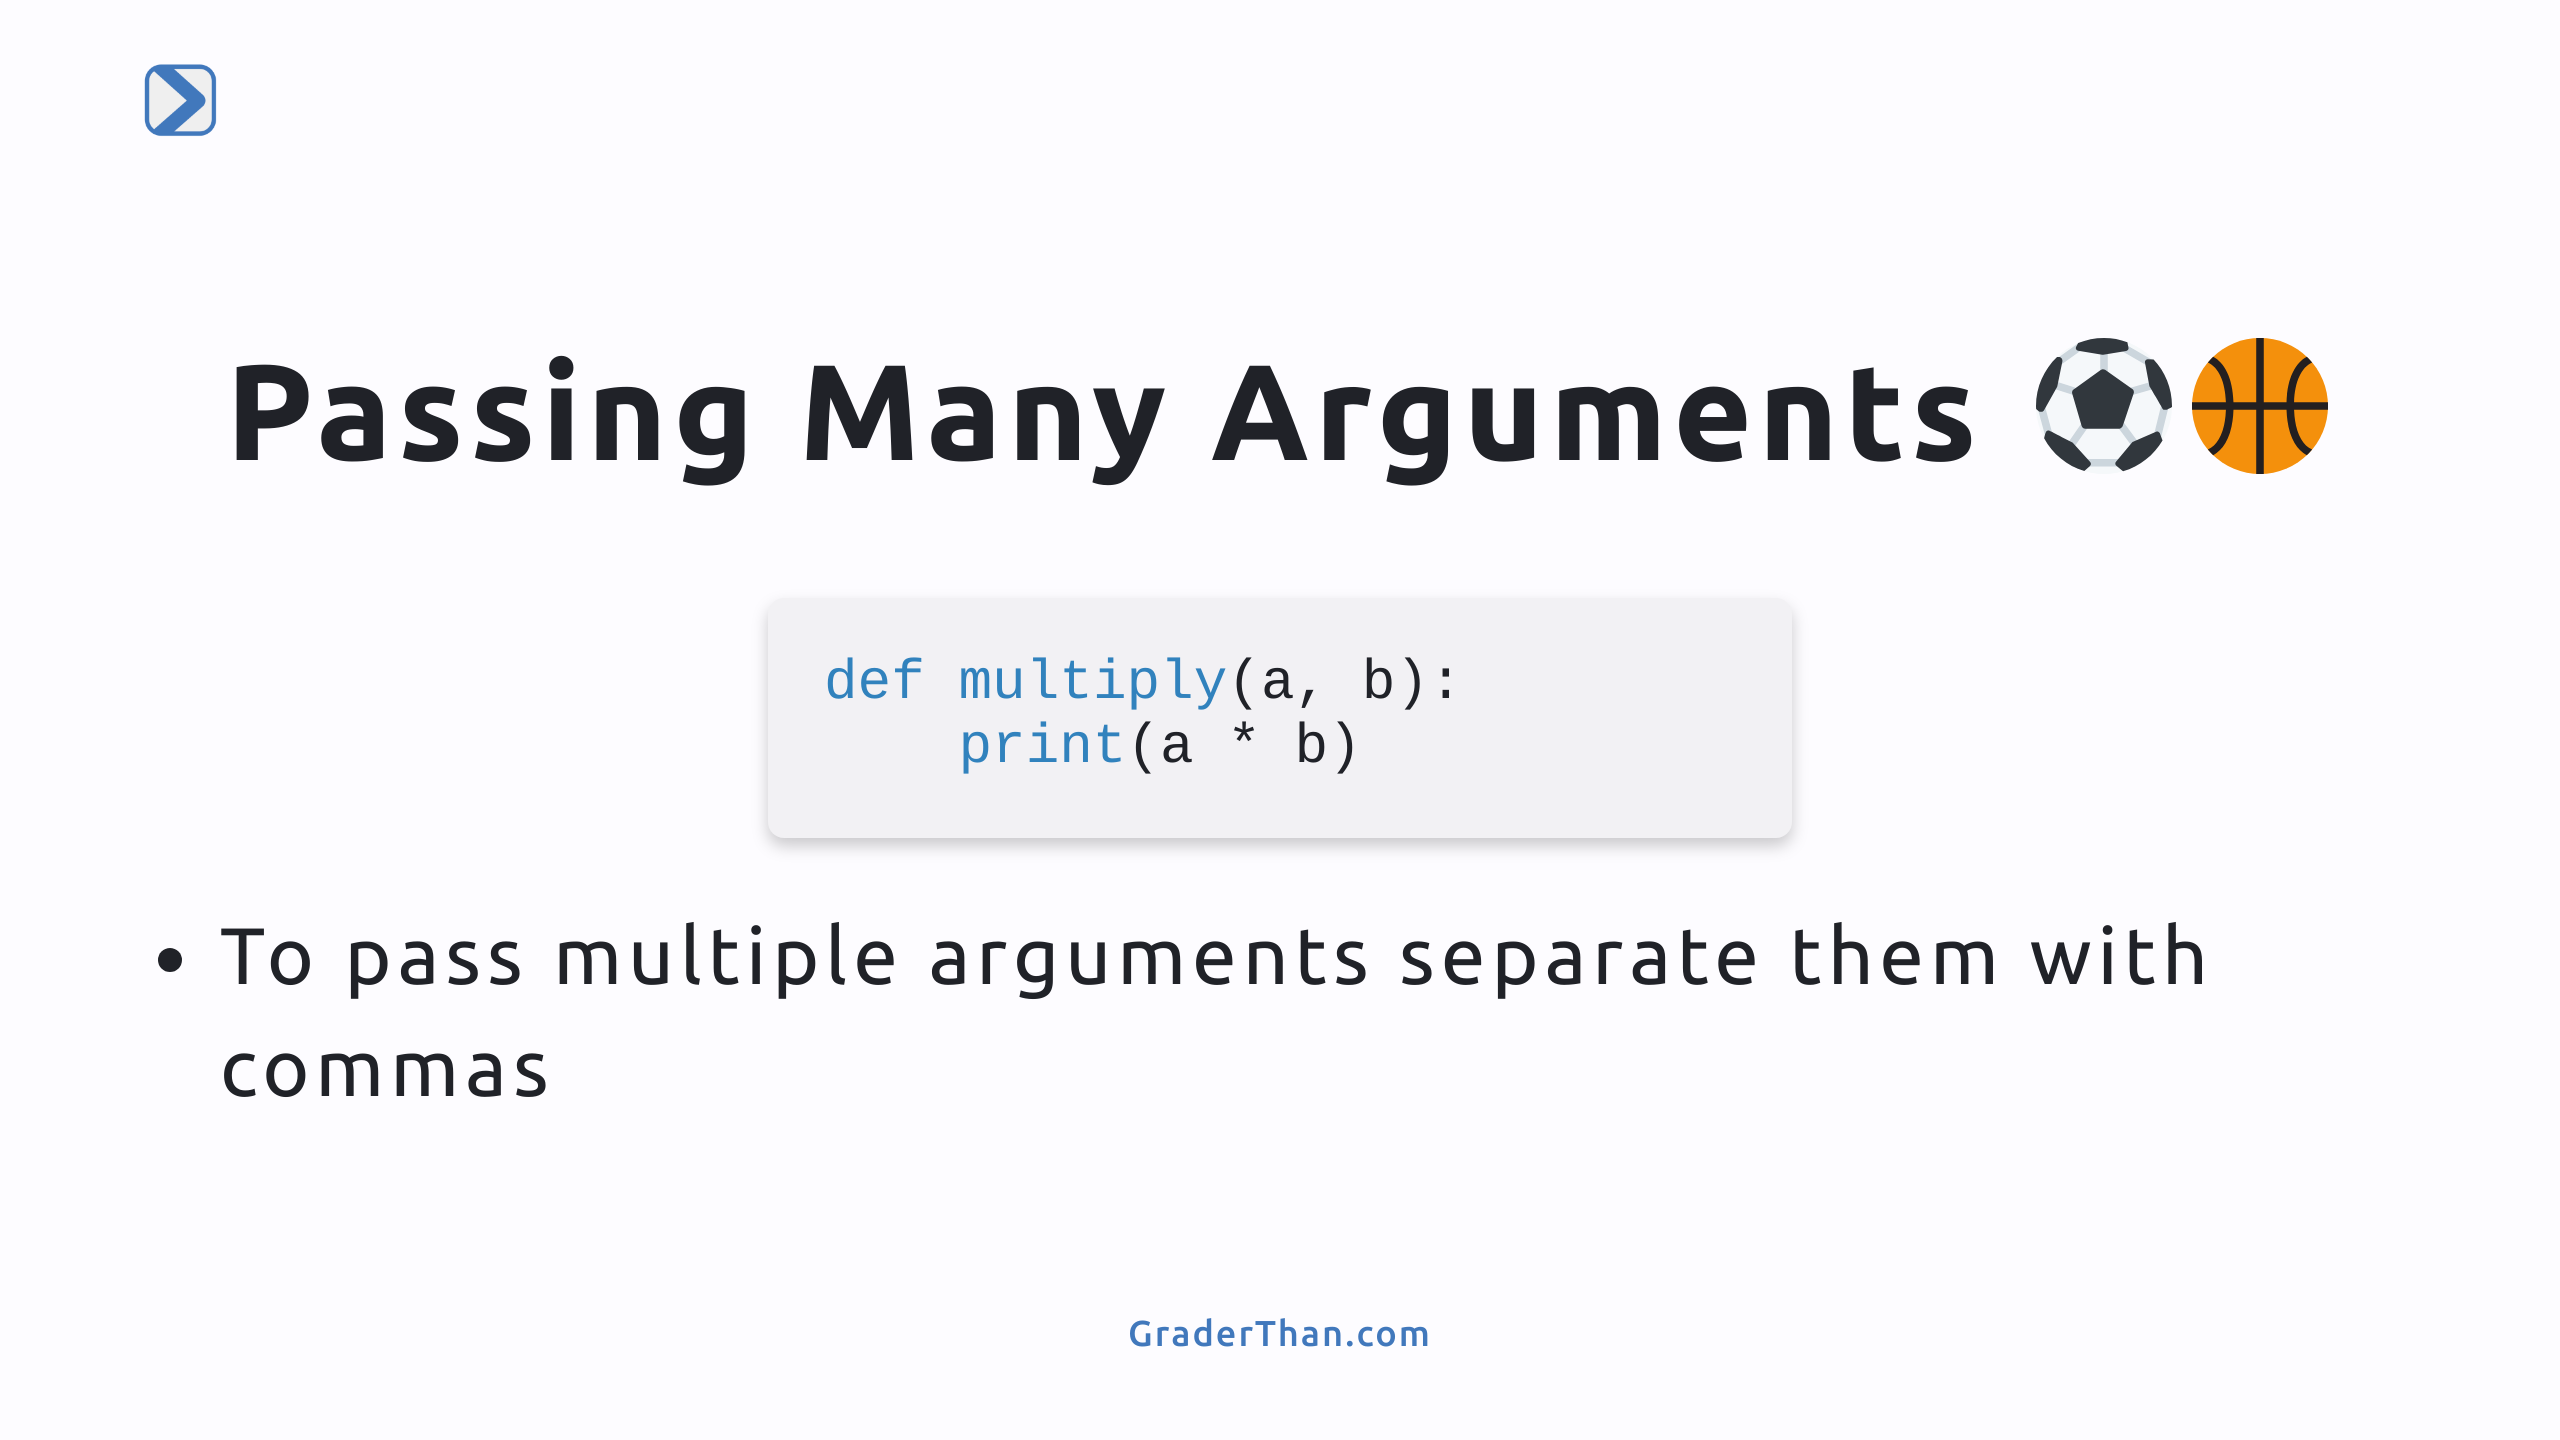 Passing Many Arguments ⚽🏀
def multiply(a, b):
    print(a * b)
• To pass multiple arguments separate them with
commas
GraderThan.com